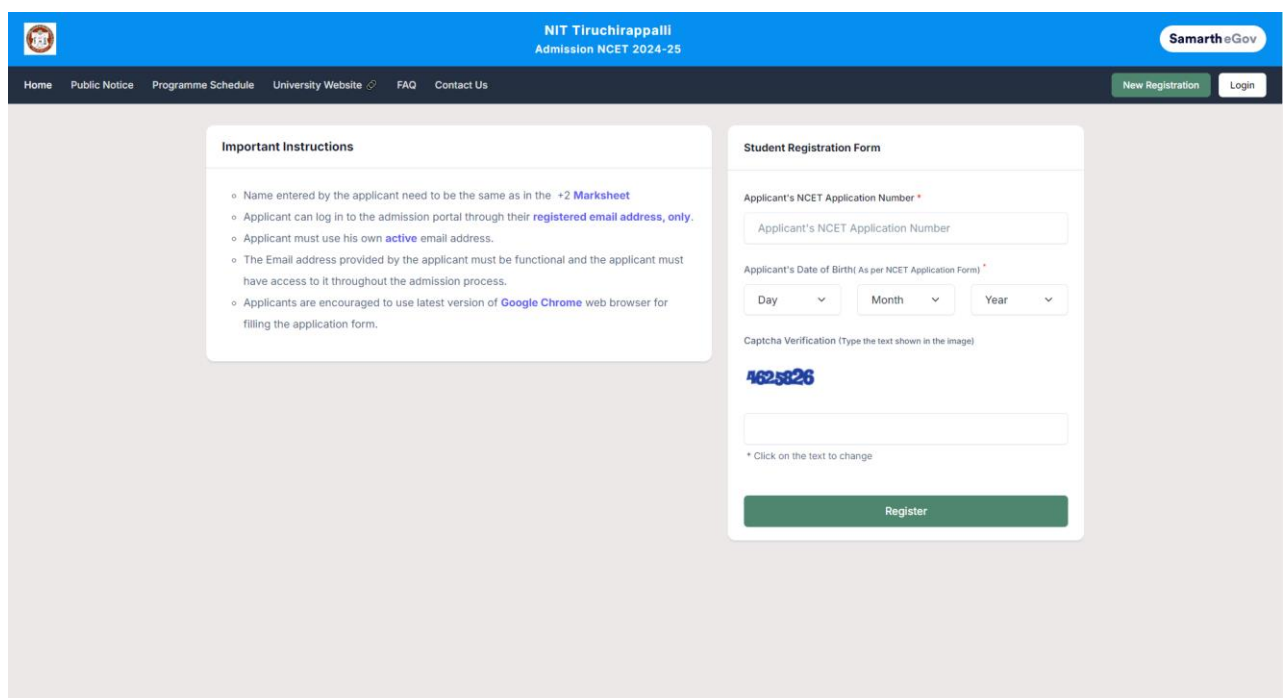 NIT Tiruchirappalli
Admission NCET 2024-25
Samarth eGov
Home Public Notice Programme Schedule University Website FAQ Contact Us New Registration Login
Important Instructions
Name entered by the applicant need to be the same as in the +2 Marksheet
Applicant can log in to the admission portal through their registered email address, only.
Applicant must use his own active email address.
The Email address provided by the applicant must be functional and the applicant must
have access to it throughout the admission process.
Applicants are encouraged to use latest version of Google Chrome web browser for
filling the application form.
Student Registration Form
Applicant's NCET Application Number *
Applicant's NCET Application Number
Applicant's Date of Birth( As per NCET Application Form) *
Day Month Year
Captcha Verification (Type the text shown in the image)
4625826
* Click on the text to change
Register